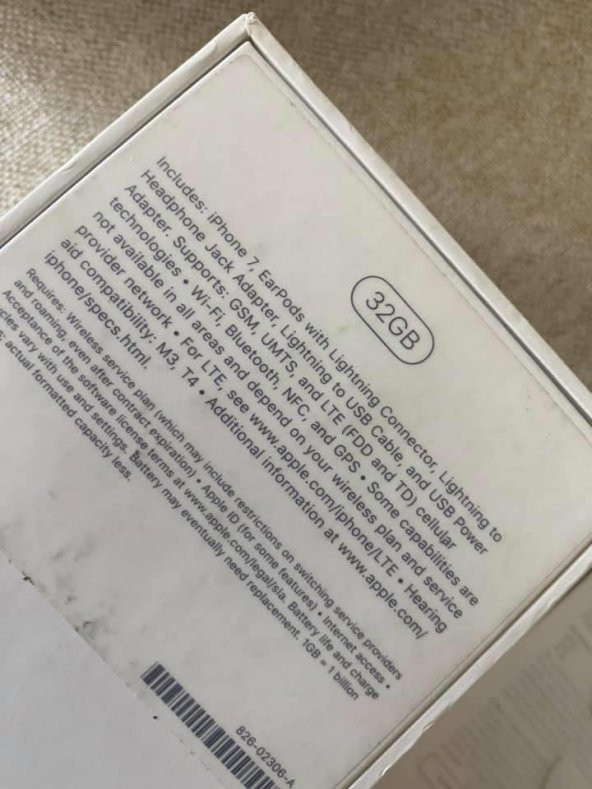 32GB
Includes: iPhone 7, EarPods with Lightning Connector, Lightning to
Headphone Jack Adapter, Lightning to USB Cable, and USB Power
Adapter. Supports: GSM, UMTS, and LTE (FDD and TD) cellular
technologies • Wi-Fi, Bluetooth, NFC, and GPS • Some capabilities are
not available in all areas and depend on your wireless plan and service
provider network • For LTE, see www.apple.com/iphone/LTE • Hearing
aid compatibility: M3, T4 • Additional information at www.apple.com/
iphone/specs.html.
Requires: Wireless service plan (which may include restrictions on switching service providers
and roaming, even after contract expiration) • Apple ID (for some features) • Internet access •
Acceptance of the software license terms at www.apple.com/legal/sla. Battery life and charge
cles vary with use and settings. Battery may eventually need replacement. 1GB = 1 billion
actual formatted capacity less.
826-02306-A